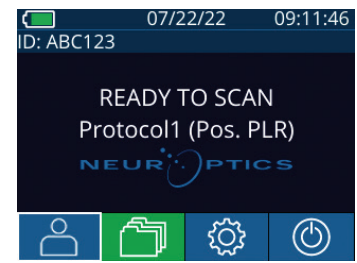 07/22/22 09:11:46
ID: ABC123
READY TO SCAN
Protocol1 (Pos. PLR)
NEUROPTICS